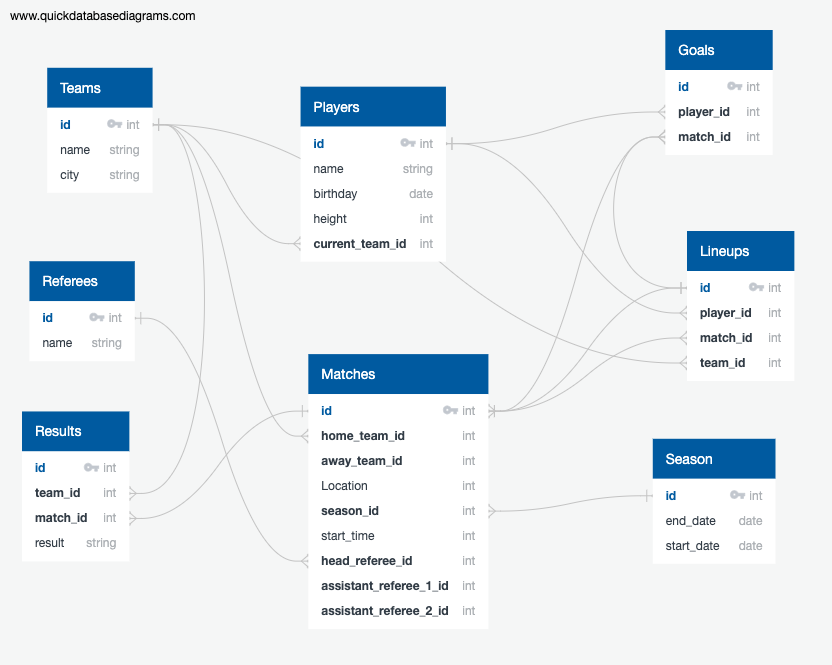 www.quickdatabasediagrams.com
Teams
id int
name string
city string
Players
id int
name string
birthday date
height int
current_team_id int
Goals
id int
player_id int
match_id int
Referees
id int
name string
Lineups
id int
player_id int
match_id int
team_id int
Results
id int
team_id int
match_id int
result string
Matches
id int
home_team_id int
away_team_id int
Location int
season_id int
start_time int
head_referee_id int
assistant_referee_1_id int
assistant_referee_2_id int
Season
id int
end_date date
start_date date